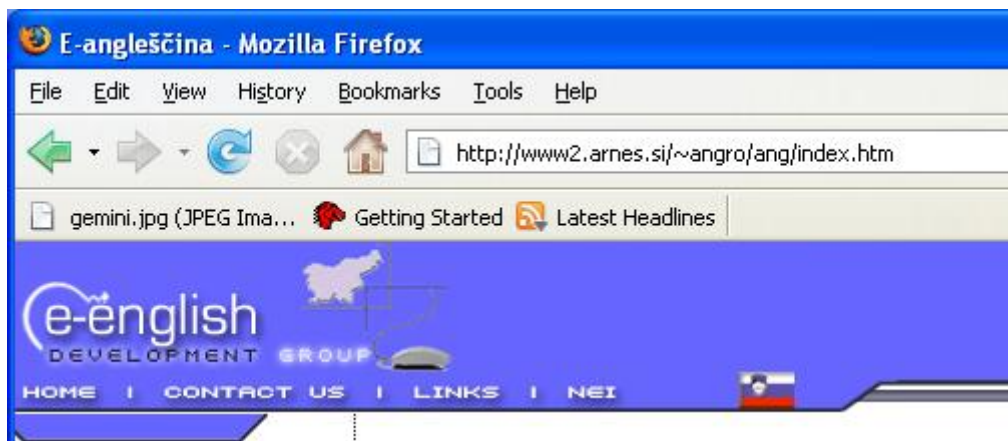 E-angleščina - Mozilla Firefox
File Edit View History Bookmarks Tools Help
http://www2.arnes.si/~angro/ang/index.htm
gemini.jpg (JPEG Ima... Getting Started Latest Headlines
e-ënglish
DEVELOPMENT GROUP
HOME | CONTACT US | LINKS | NEI